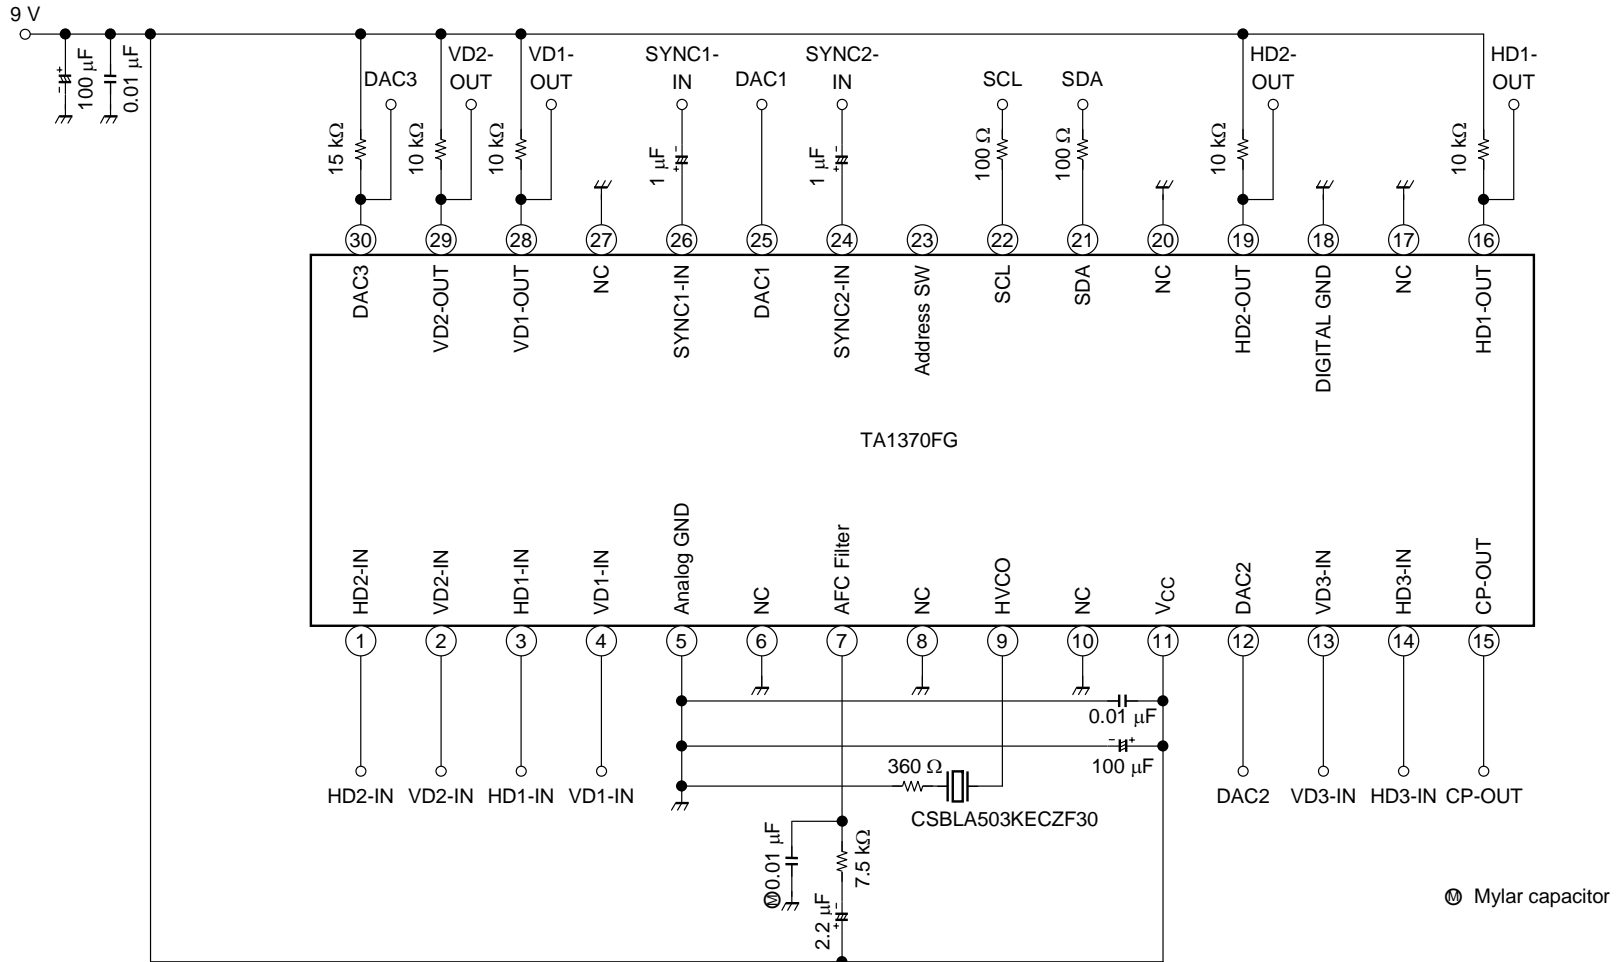 9 V
100 μF
0.01 μF
15 kΩ
DAC3
10 kΩ
VD2-
OUT
10 kΩ
VD1-
OUT
SYNC1-
IN
1 μF
DAC1
SYNC2-
IN
1 μF
SCL
100 Ω
SDA
100 Ω
HD2-
OUT
10 kΩ
HD1-
OUT
10 kΩ
30
29
28
27
26
25
24
23
22
21
20
19
18
17
16
DAC3
VD2-OUT
VD1-OUT
NC
SYNC1-IN
DAC1
SYNC2-IN
Address SW
SCL
SDA
NC
HD2-OUT
DIGITAL GND
NC
HD1-OUT
TA1370FG
HD2-IN
VD2-IN
HD1-IN
VD1-IN
Analog GND
NC
AFC Filter
NC
HVCO
NC
VCC
DAC2
VD3-IN
HD3-IN
CP-OUT
1
2
3
4
5
6
7
8
9
10
11
12
13
14
15
0.01 μF
100 μF
360 Ω
CSBLA503KECZF30
HD2-IN
VD2-IN
HD1-IN
VD1-IN
DAC2
VD3-IN
HD3-IN
CP-OUT
Ⓜ0.01 μF
7.5 kΩ
2.2 μF
Ⓜ Mylar capacitor